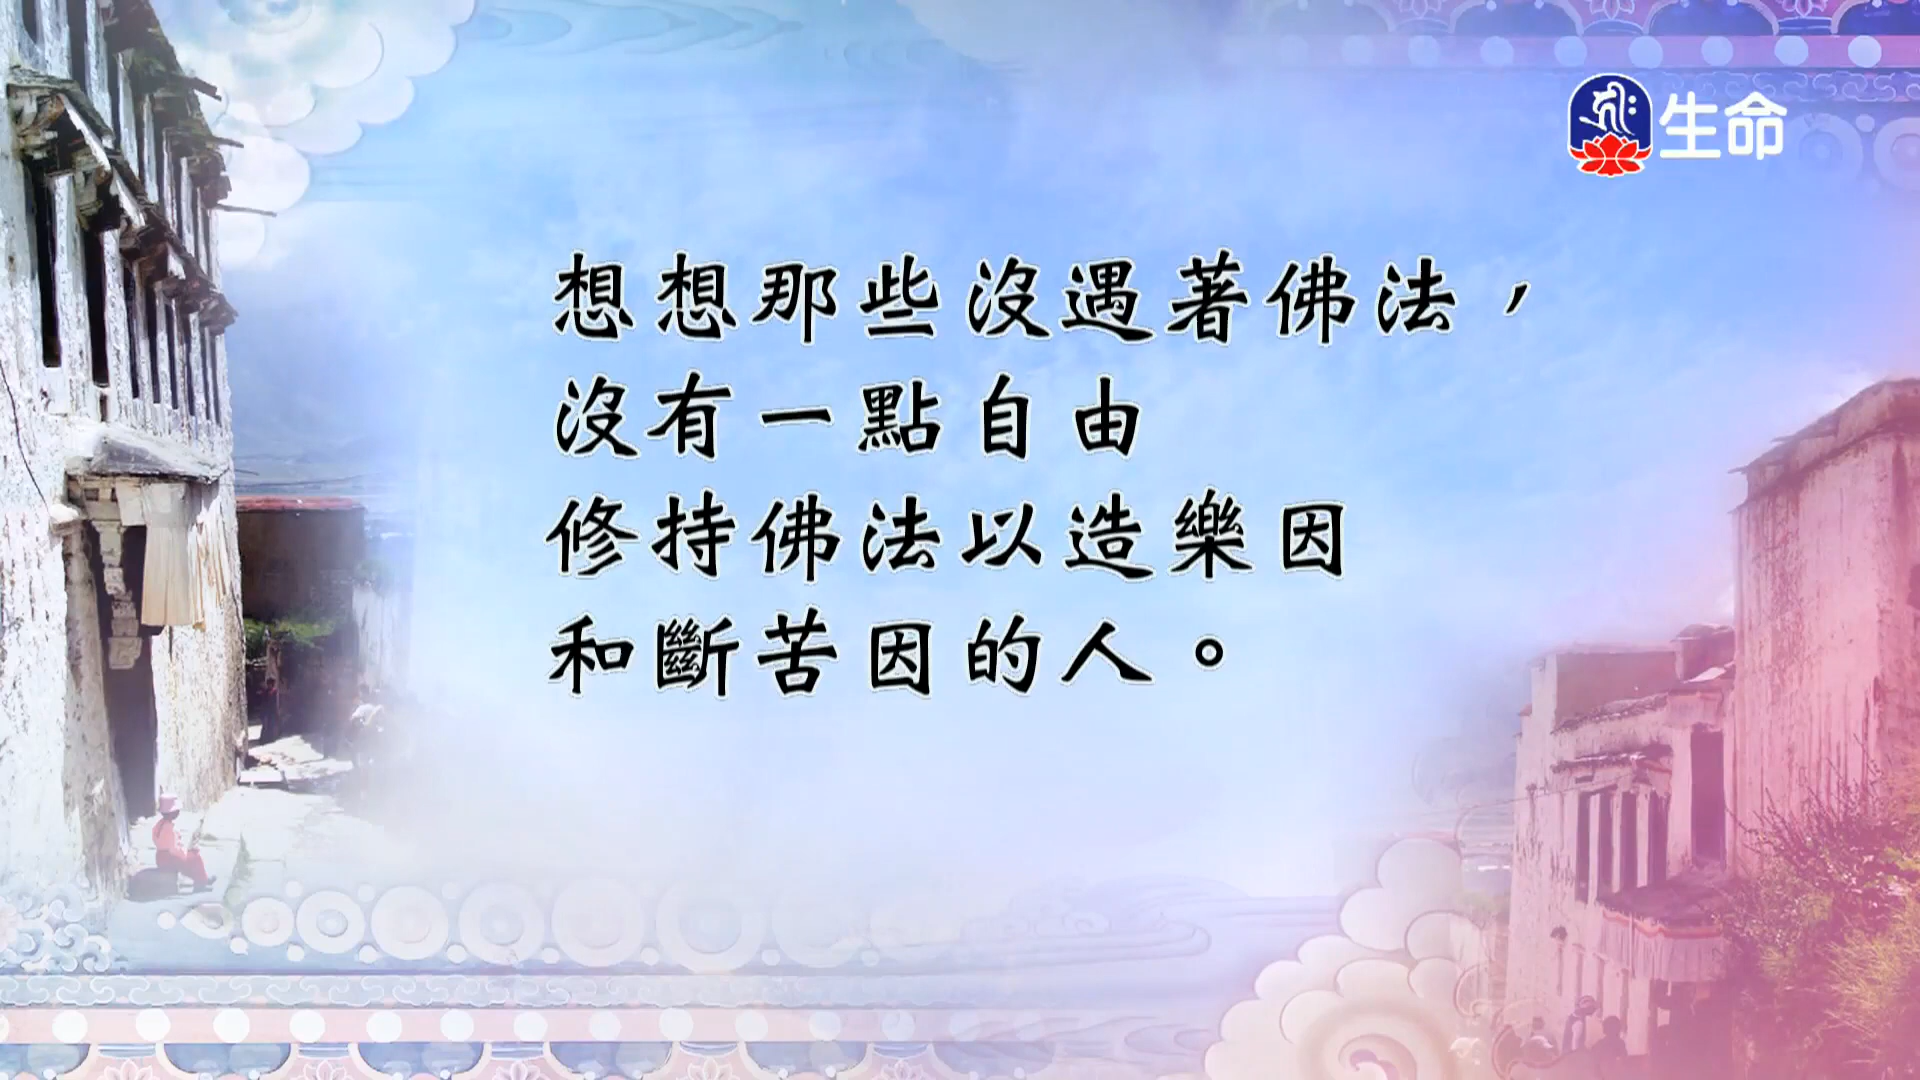 生命
想想那些沒遇著佛法，
沒有一點自由
修持佛法以造樂因
和斷苦因的人。